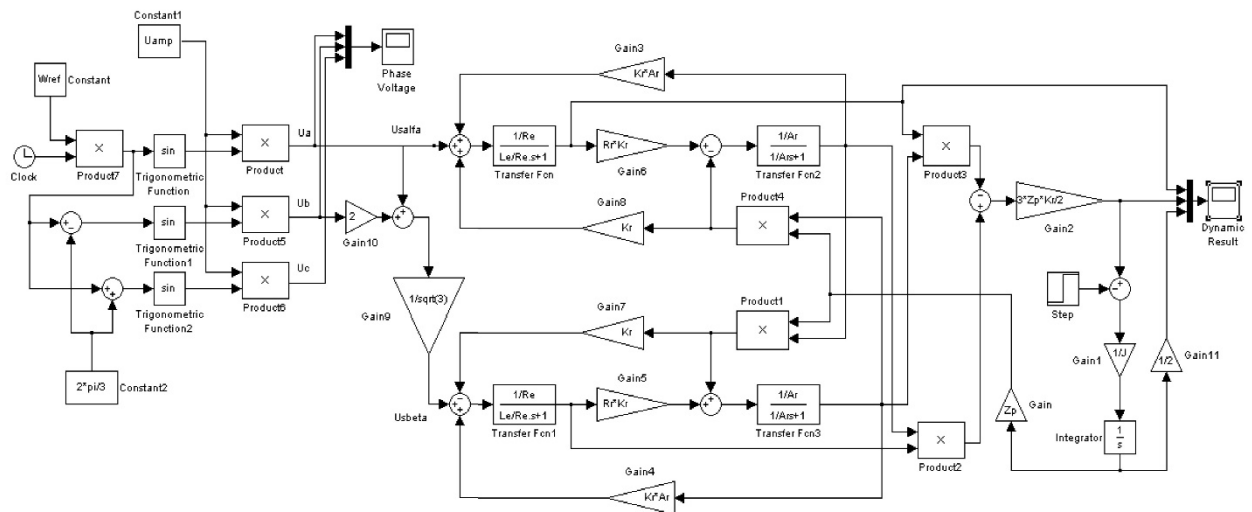 Constant1
Uamp
Wref
Constant
Clock
×
Product7
sin
Trigonometric
Function
×
Product
Ua
Phase
Voltage
sin
Trigonometric
Function1
×
Product5
Ub
sin
Trigonometric
Function2
×
Product6
Uc
2*pi/3
Constant2
2
Gain10
1/sqrt(3)
Gain9
Usalfa
Usbeta
Gain3
Kr*Ar
1/Re
Le/Re.s+1
Transfer Fcn
Rr*Kr
Gain6
1/Ar
1/Ars+1
Transfer Fcn2
Gain8
Kr
Product4
×
Gain7
Kr
Product1
×
1/Re
Le/Re.s+1
Transfer Fcn1
Gain5
Rr*Kr
1/Ar
1/Ars+1
Transfer Fcn3
Gain4
Kr*Ar
×
Product3
×
Product2
3*Zp*Kr/2
Gain2
Dynamic
Result
Step
1/J
Gain1
1/2
Gain11
Zp
Gain
Integrator
1
s